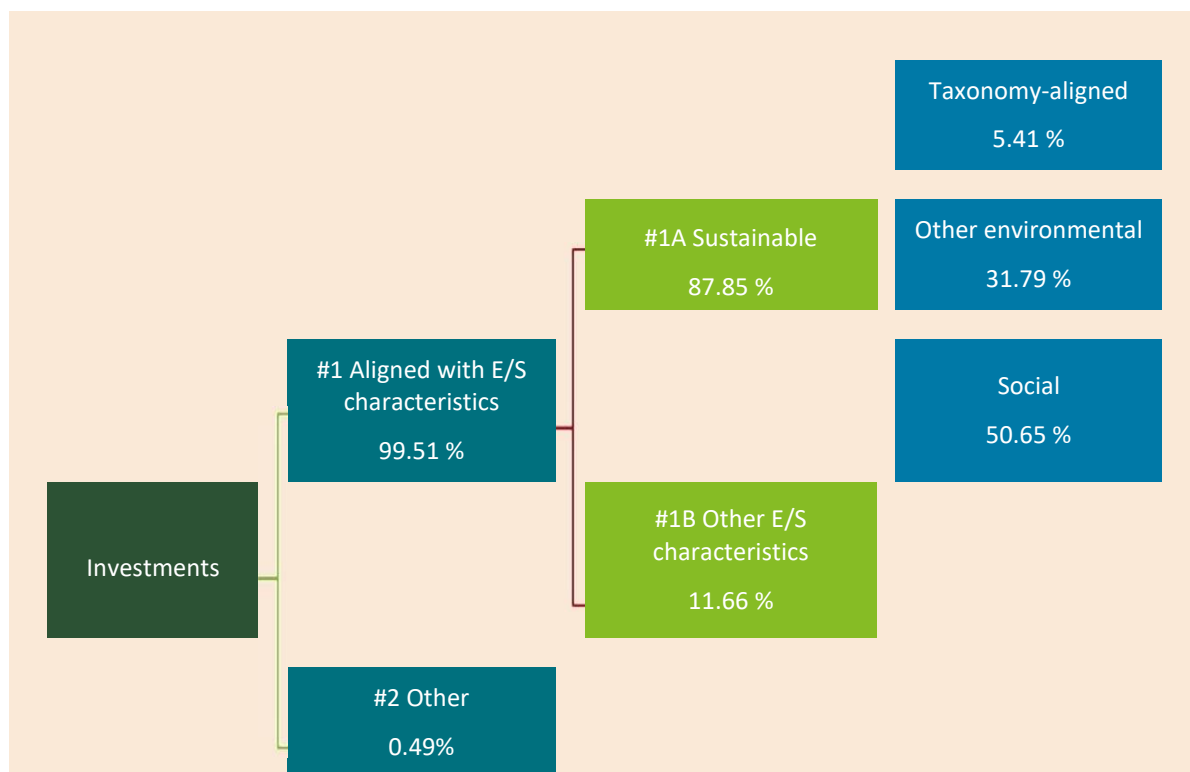 Taxonomy-aligned
5.41 %
#1A Sustainable
87.85 %
Other environmental
31.79 %
#1 Aligned with E/S
characteristics
99.51 %
Social
50.65 %
Investments
#1B Other E/S
characteristics
11.66 %
#2 Other
0.49%